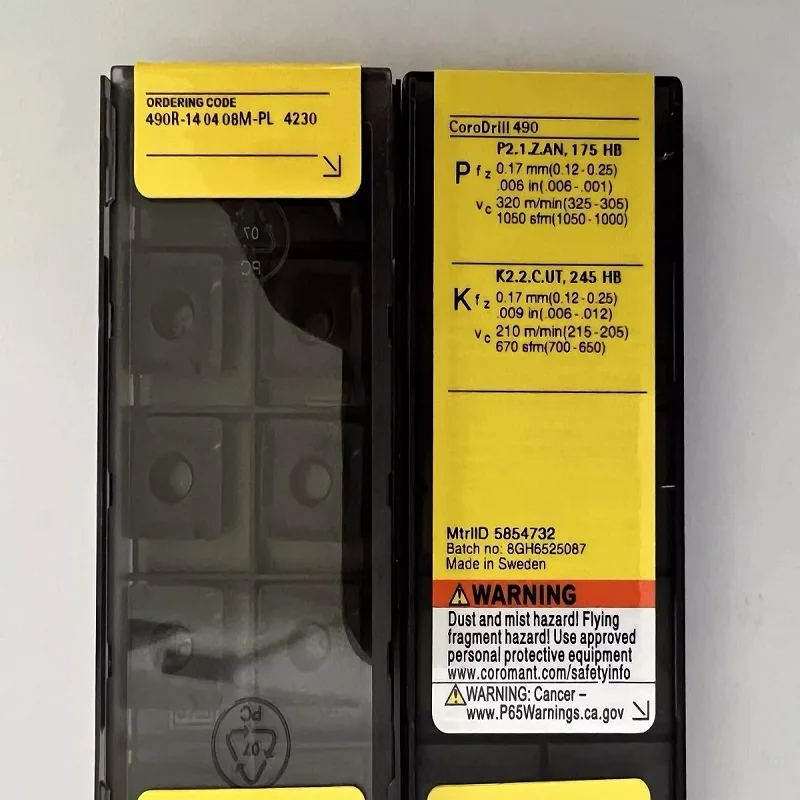 ORDERING CODE
490R-14 04 08M-PL 4230
07
PC
PC
07
CoroDrill 490
P2.1.Z.AN, 175 HB
P fz 0.17 mm(0.12-0.25)
.006 in(.006-.001)
vc 320 m/min(325-305)
1050 sfm(1050-1000)
K2.2.C.UT, 245 HB
K fz 0.17 mm(0.12-0.25)
.009 in(.006-.012)
vc 210 m/min(215-205)
670 sfm(700-650)
MtrlID 5854732
Batch no: 8GH6525087
Made in Sweden
WARNING
Dust and mist hazard! Flying
fragment hazard! Use approved
personal protective equipment
www.coromant.com/safetyinfo
WARNING: Cancer –
www.P65Warnings.ca.gov